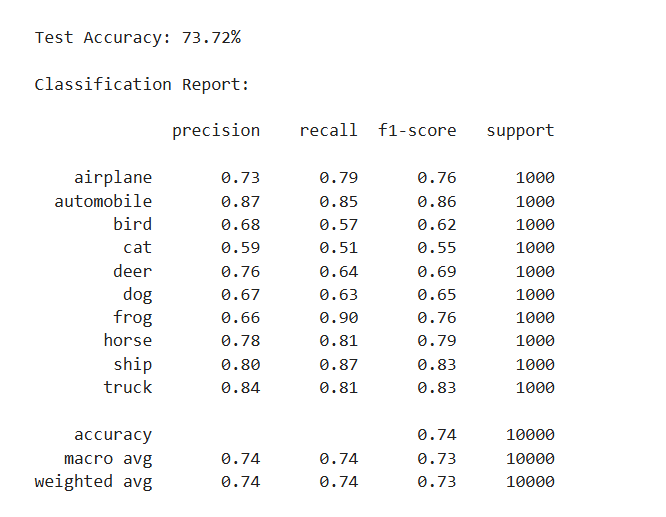 Test Accuracy: 73.72%
Classification Report:
precision recall f1-score support
airplane 0.73 0.79 0.76 1000
automobile 0.87 0.85 0.86 1000
bird 0.68 0.57 0.62 1000
cat 0.59 0.51 0.55 1000
deer 0.76 0.64 0.69 1000
dog 0.67 0.63 0.65 1000
frog 0.66 0.90 0.76 1000
horse 0.78 0.81 0.79 1000
ship 0.80 0.87 0.83 1000
truck 0.84 0.81 0.83 1000
accuracy 0.74 10000
macro avg 0.74 0.74 0.73 10000
weighted avg 0.74 0.74 0.73 10000